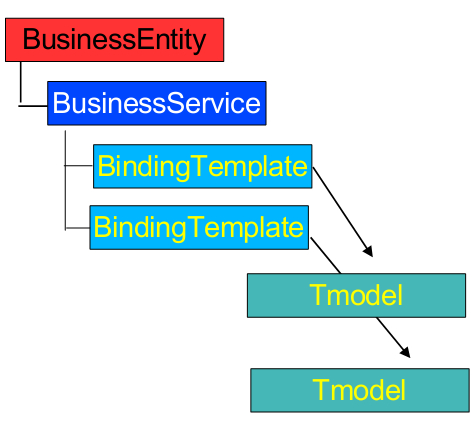 BusinessEntity
BusinessService
BindingTemplate
BindingTemplate
Tmodel
Tmodel